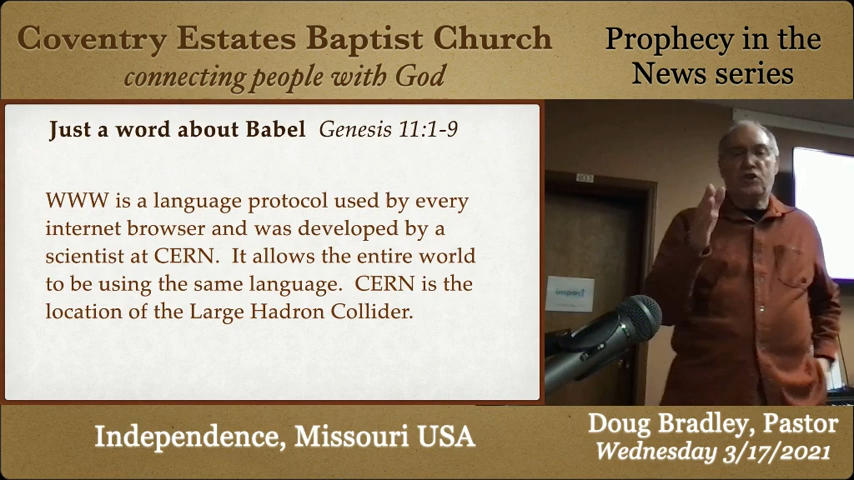 Coventry Estates Baptist Church
connecting people with God
Prophecy in the
News series
Just a word about Babel Genesis 11:1-9
WWW is a language protocol used by every
internet browser and was developed by a
scientist at CERN. It allows the entire world
to be using the same language. CERN is the
location of the Large Hadron Collider.
Independence, Missouri USA
Doug Bradley, Pastor
Wednesday 3/17/2021